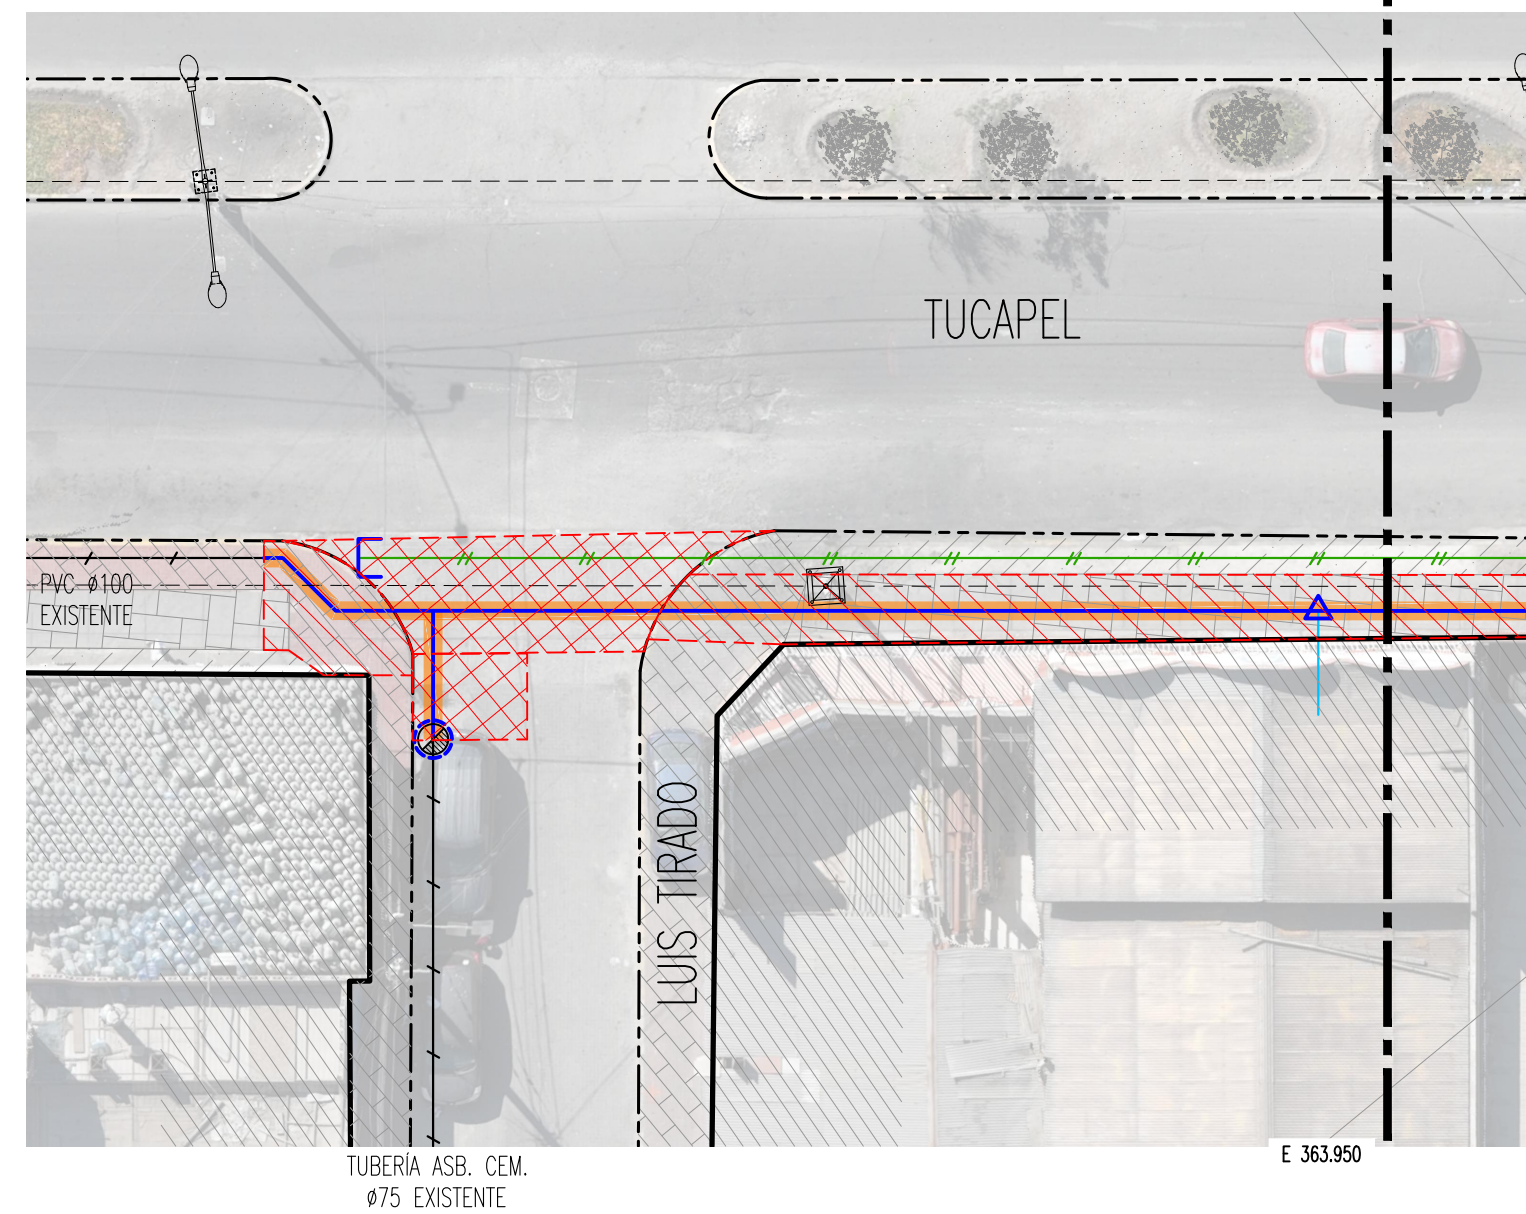 TUCAPEL
PVC ø100
EXISTENTE
LUIS TIRADO
E 363.950
TUBERÍA ASB. CEM.
ø75 EXISTENTE